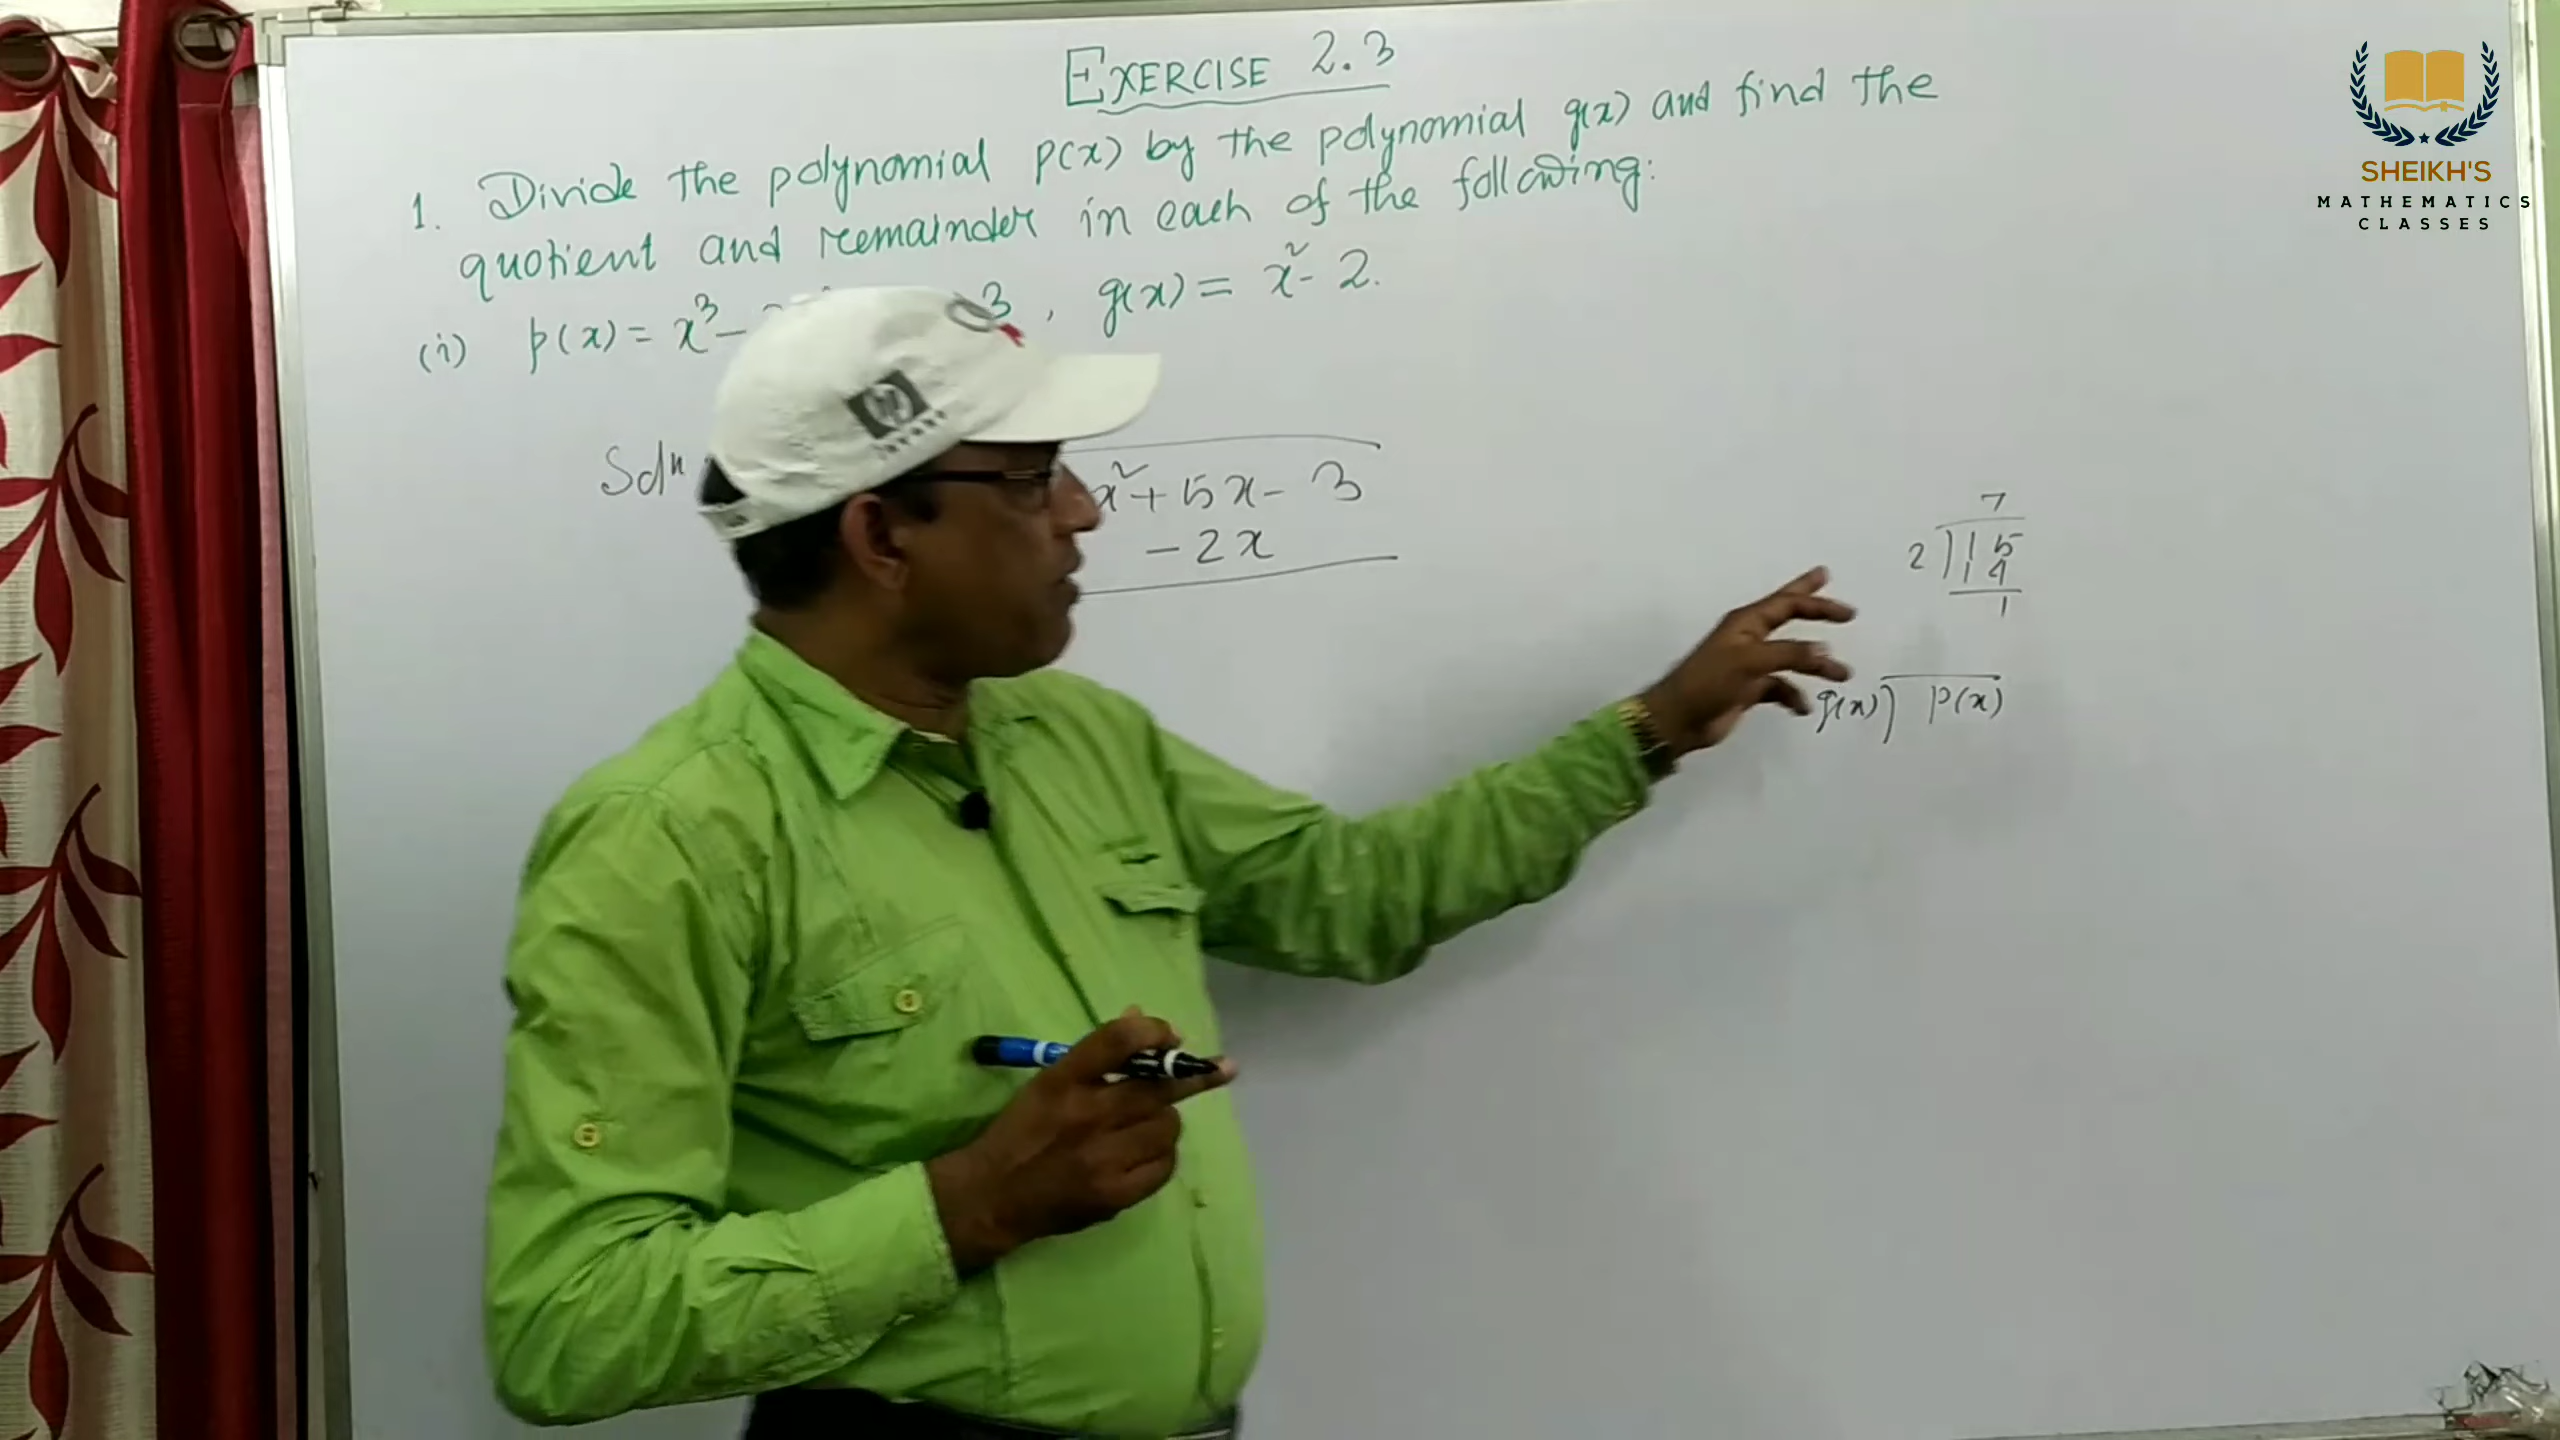 EXERCISE 2.3
1. Divide the polynomial p(x) by the polynomial g(x) and find the
quotient and remainder in each of the following:
(i) p(x) = x³ – 3 , g(x) = x² - 2.
Solⁿ
x² + 5x - 3
- 2x
7
2 ) 15
14
1
g(x) ) p(x)
hp
SHEIKH'S
MATHEMATICS
CLASSES